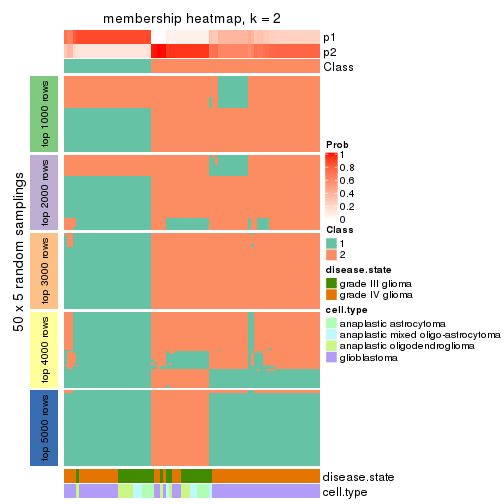 membership heatmap, k = 2
p1
p2
Class
50 x 5 random samplings
top 1000 rows
top 2000 rows
top 3000 rows
top 4000 rows
top 5000 rows
Prob
1
0.8
0.6
0.4
0.2
0
Class
1
2
disease.state
grade III glioma
grade IV glioma
cell.type
anaplastic astrocytoma
anaplastic mixed oligo-astrocytoma
anaplastic oligodendroglioma
glioblastoma
disease.state
cell.type